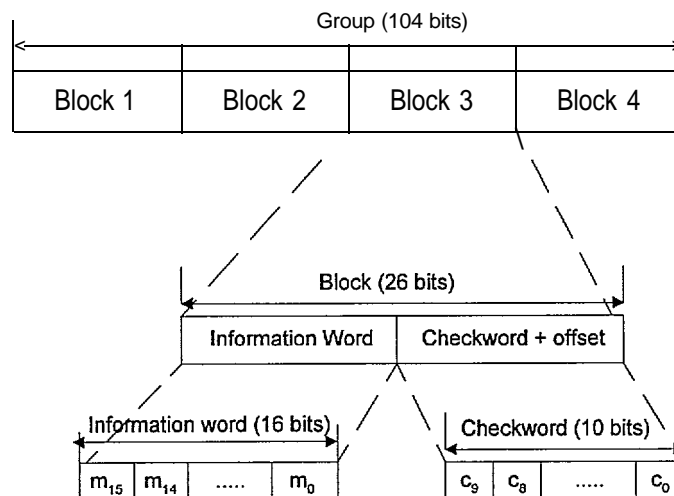 Group (104 bits)
Block 1 Block 2 Block 3 Block 4
Block (26 bits)
Information Word Checkword + offset
Information word (16 bits) Checkword (10 bits)
m15 m14 ..... m0 c9 c8 ..... c0